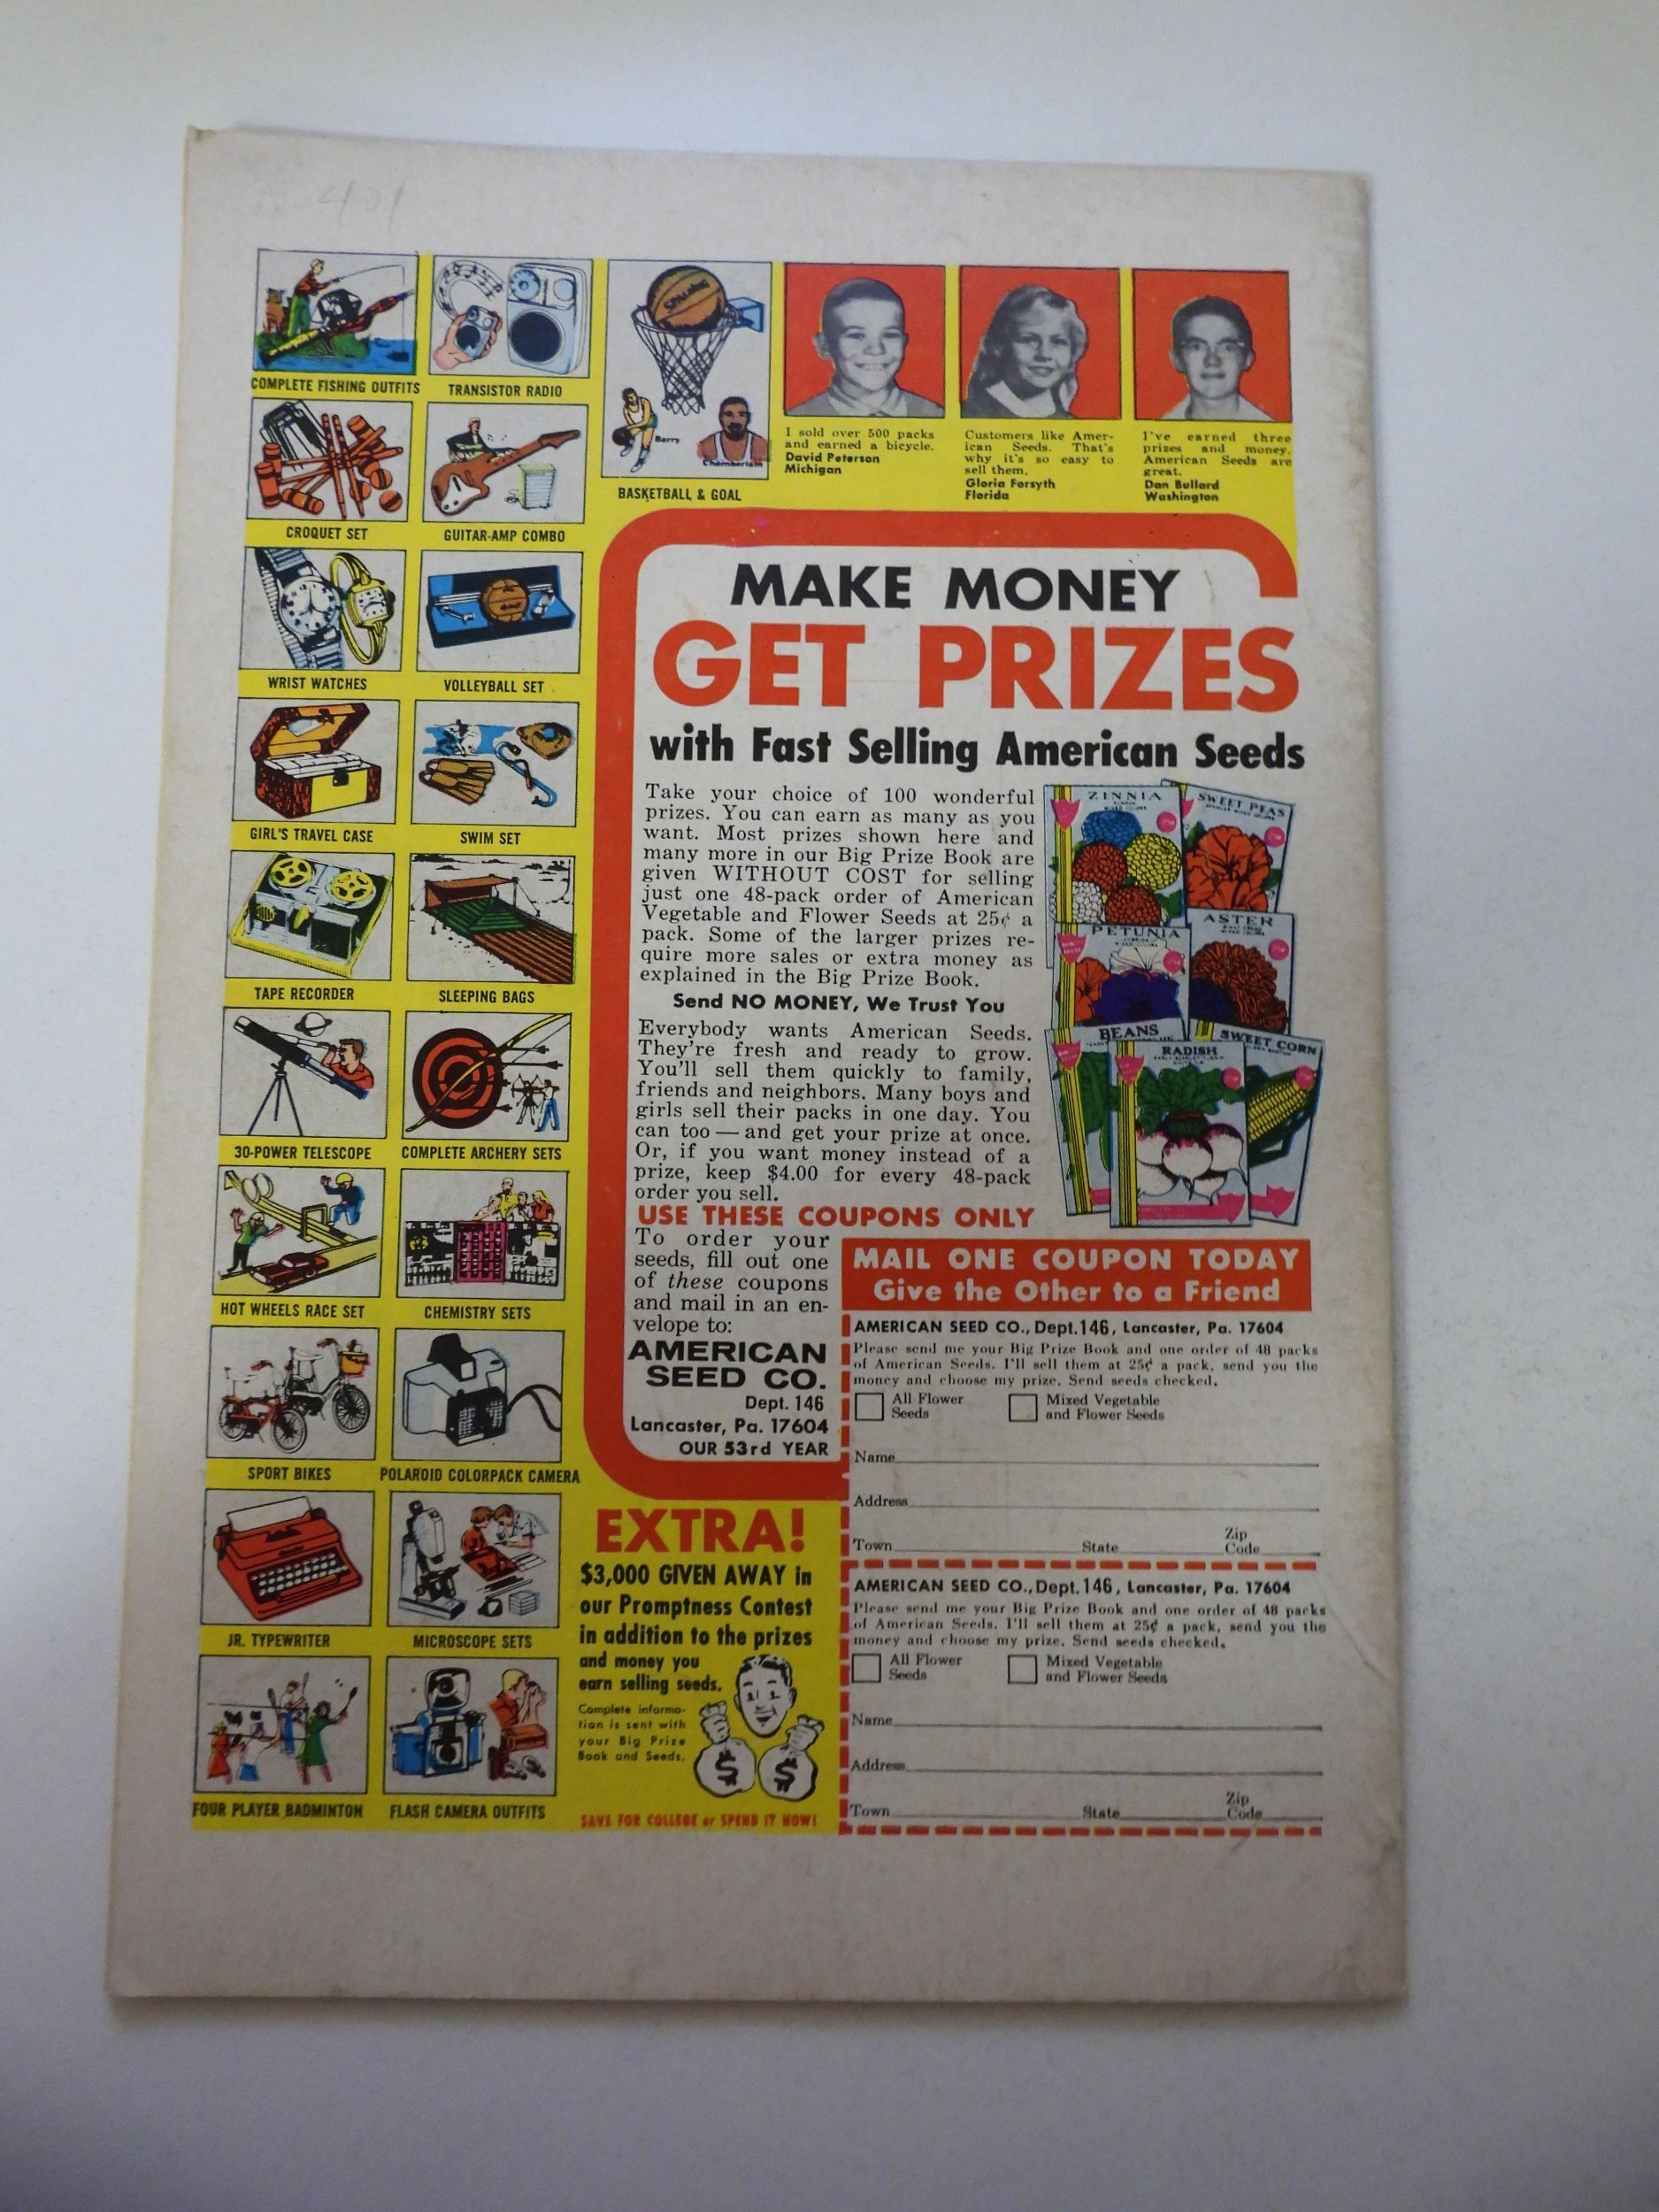 401
COMPLETE FISHING OUTFITS
TRANSISTOR RADIO
SPALDING
Barry
Chamberlain
BASKETBALL & GOAL
I sold over 500 packs
and earned a bicycle.
David Peterson
Michigan
Customers like Amer-
ican Seeds. That's
why it's so easy to
sell them.
Gloria Forsyth
Florida
I've earned three
prizes and money.
American Seeds are
great.
Dan Bullard
Washington
CROQUET SET
GUITAR-AMP COMBO
WRIST WATCHES
VOLLEYBALL SET
GIRL'S TRAVEL CASE
SWIM SET
TAPE RECORDER
SLEEPING BAGS
30-POWER TELESCOPE
COMPLETE ARCHERY SETS
HOT WHEELS RACE SET
CHEMISTRY SETS
SPORT BIKES
POLAROID COLORPACK CAMERA
JR. TYPEWRITER
MICROSCOPE SETS
FOUR PLAYER BADMINTON
FLASH CAMERA OUTFITS
MAKE MONEY
GET PRIZES
with Fast Selling American Seeds
Take your choice of 100 wonderful
prizes. You can earn as many as you
want. Most prizes shown here and
many more in our Big Prize Book are
given WITHOUT COST for selling
just one 48-pack order of American
Vegetable and Flower Seeds at 25¢ a
pack. Some of the larger prizes re-
quire more sales or extra money as
explained in the Big Prize Book.
Send NO MONEY, We Trust You
Everybody wants American Seeds.
They're fresh and ready to grow.
You'll sell them quickly to family,
friends and neighbors. Many boys and
girls sell their packs in one day. You
can too — and get your prize at once.
Or, if you want money instead of a
prize, keep $4.00 for every 48-pack
order you sell.
ZINNIA
SWEET PEAS
PETUNIA
ASTER
BEANS
RADISH
SWEET CORN
USE THESE COUPONS ONLY
To order your
seeds, fill out one
of these coupons
and mail in an en-
velope to:
AMERICAN
SEED CO.
Dept. 146
Lancaster, Pa. 17604
OUR 53rd YEAR
MAIL ONE COUPON TODAY
Give the Other to a Friend
AMERICAN SEED CO., Dept. 146, Lancaster, Pa. 17604
Please send me your Big Prize Book and one order of 48 packs
of American Seeds. I'll sell them at 25¢ a pack, send you the
money and choose my prize. Send seeds checked.
All Flower
Seeds
Mixed Vegetable
and Flower Seeds
Name
Address
Town State Zip Code
AMERICAN SEED CO., Dept. 146, Lancaster, Pa. 17604
Please send me your Big Prize Book and one order of 48 packs
of American Seeds. I'll sell them at 25¢ a pack, send you the
money and choose my prize. Send seeds checked.
All Flower
Seeds
Mixed Vegetable
and Flower Seeds
Name
Address
Town State Zip Code
EXTRA!
$3,000 GIVEN AWAY in
our Promptness Contest
in addition to the prizes
and money you
earn selling seeds.
Complete informa-
tion is sent with
your Big Prize
Book and Seeds.
$ $
SAVE FOR COLLEGE or SPEND IT NOW!